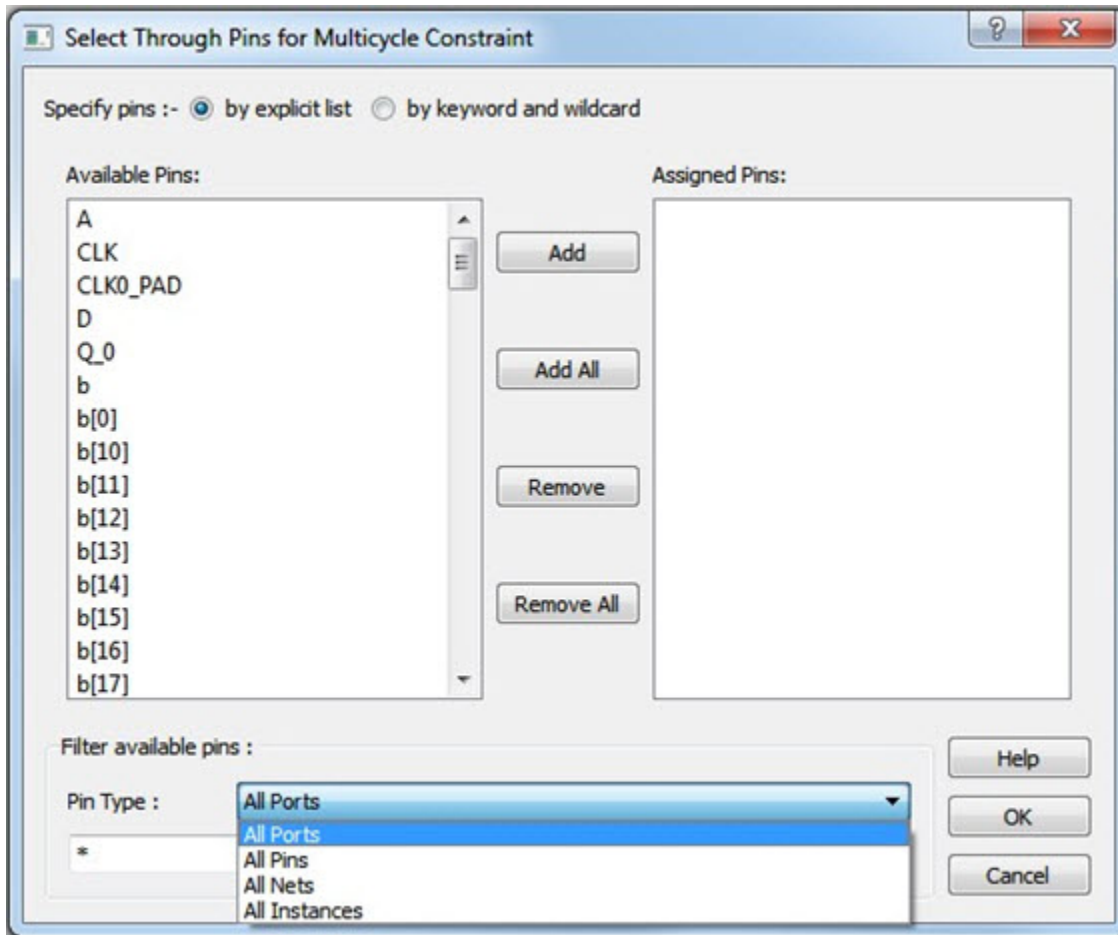 Select Through Pins for Multicycle Constraint
Specify pins :- by explicit list by keyword and wildcard
Available Pins:
Assigned Pins:
A
CLK
CLK0_PAD
D
Q_0
b
b[0]
b[10]
b[11]
b[12]
b[13]
b[14]
b[15]
b[16]
b[17]
Add
Add All
Remove
Remove All
Filter available pins :
Pin Type :
All Ports
All Ports
All Pins
All Nets
All Instances
*
Help
OK
Cancel